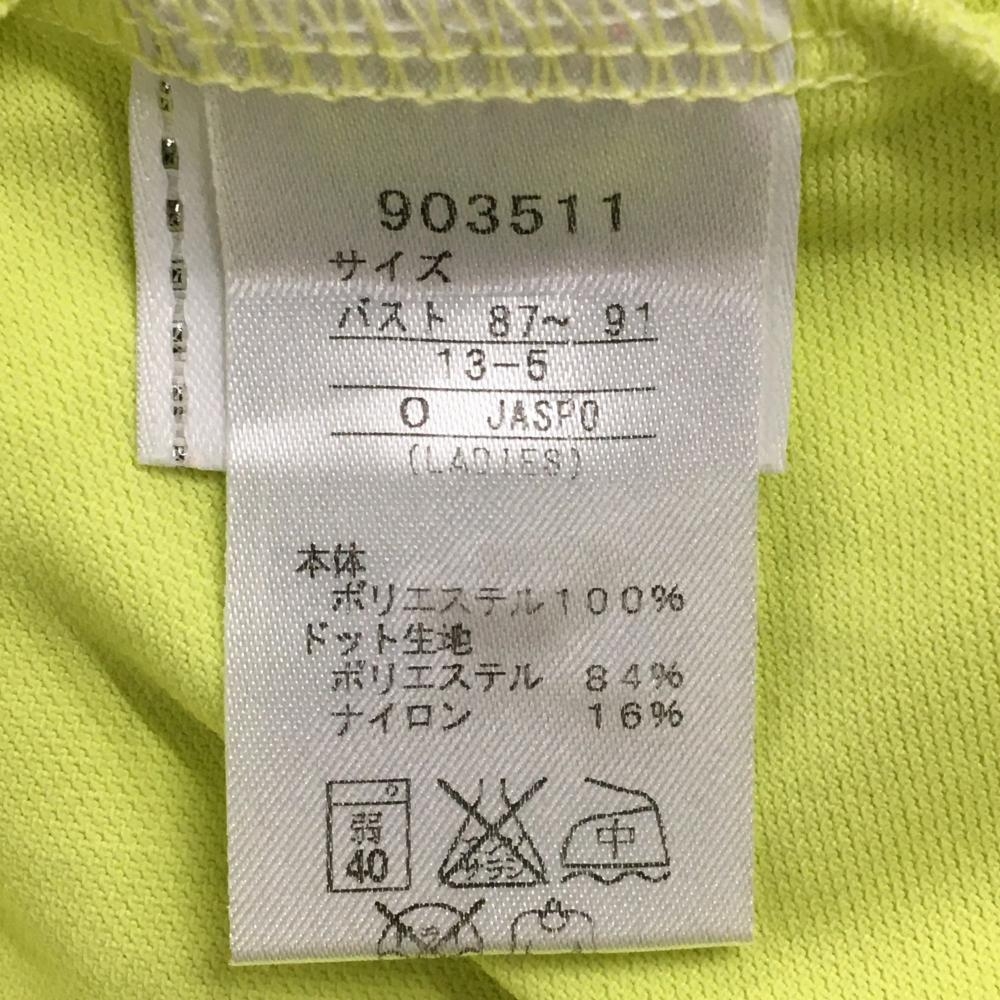 903511
サイズ
バスト 87~ 91
13-5
O JASPO
(LADIES)
本体
ポリエステル100%
ドット生地
ポリエステル 84%
ナイロン 16%
弱
40
中